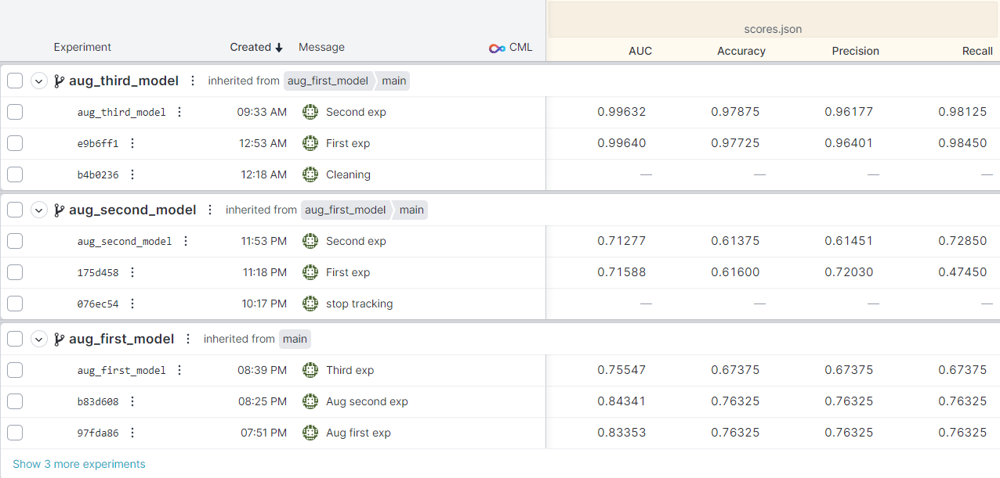 scores.json
Experiment Created Message CML AUC Accuracy Precision Recall
aug_third_model inherited from aug_first_model main
aug_third_model 09:33 AM Second exp 0.99632 0.97875 0.96177 0.98125
e9b6ff1 12:53 AM First exp 0.99640 0.97725 0.96401 0.98450
b4b0236 12:18 AM Cleaning — — — —
aug_second_model inherited from aug_first_model main
aug_second_model 11:53 PM Second exp 0.71277 0.61375 0.61451 0.72850
175d458 11:18 PM First exp 0.71588 0.61600 0.72030 0.47450
076ec54 10:17 PM stop tracking — — — —
aug_first_model inherited from main
aug_first_model 08:39 PM Third exp 0.75547 0.67375 0.67375 0.67375
b83d608 08:25 PM Aug second exp 0.84341 0.76325 0.76325 0.76325
97fda86 07:51 PM Aug first exp 0.83353 0.76325 0.76325 0.76325
Show 3 more experiments